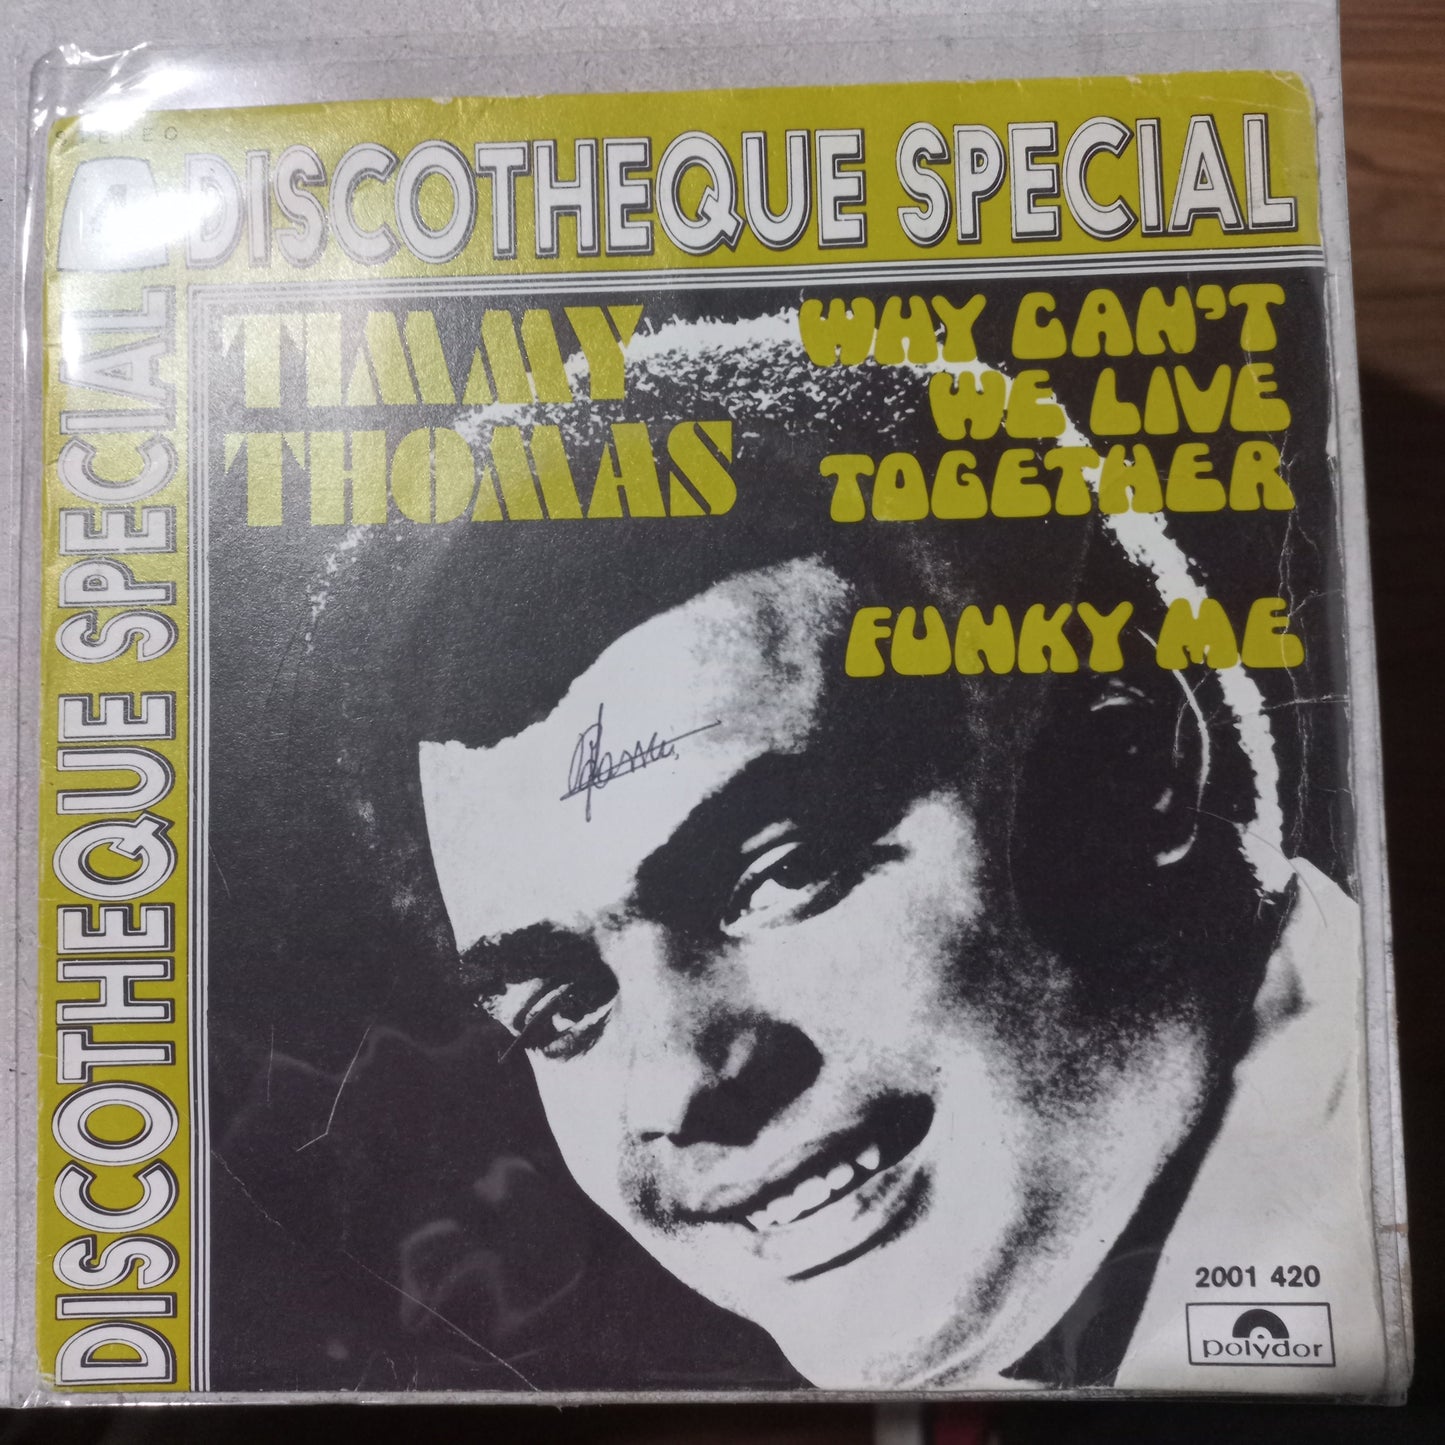 STEREO
DISCOTHEQUE SPECIAL
DISCOTHEQUE SPECIAL
TIMMY
THOMAS
WHY CAN'T
WE LIVE
TOGETHER
FUNKY ME
2001 420
polydor